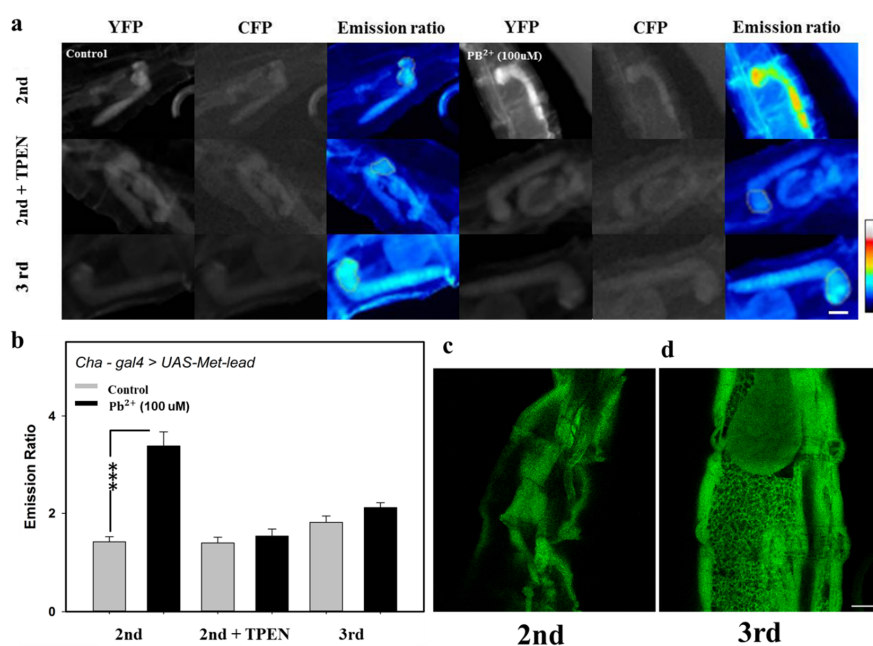 a
YFP CFP Emission ratio YFP CFP Emission ratio
Control
PB2+ (100uM)
2nd
2nd + TPEN
3 rd
b
Cha - gal4 > UAS-Met-lead
Control
Pb2+ (100 uM)
Emission Ratio
4
2
0
***
2nd 2nd + TPEN 3rd
c
2nd
d
3rd